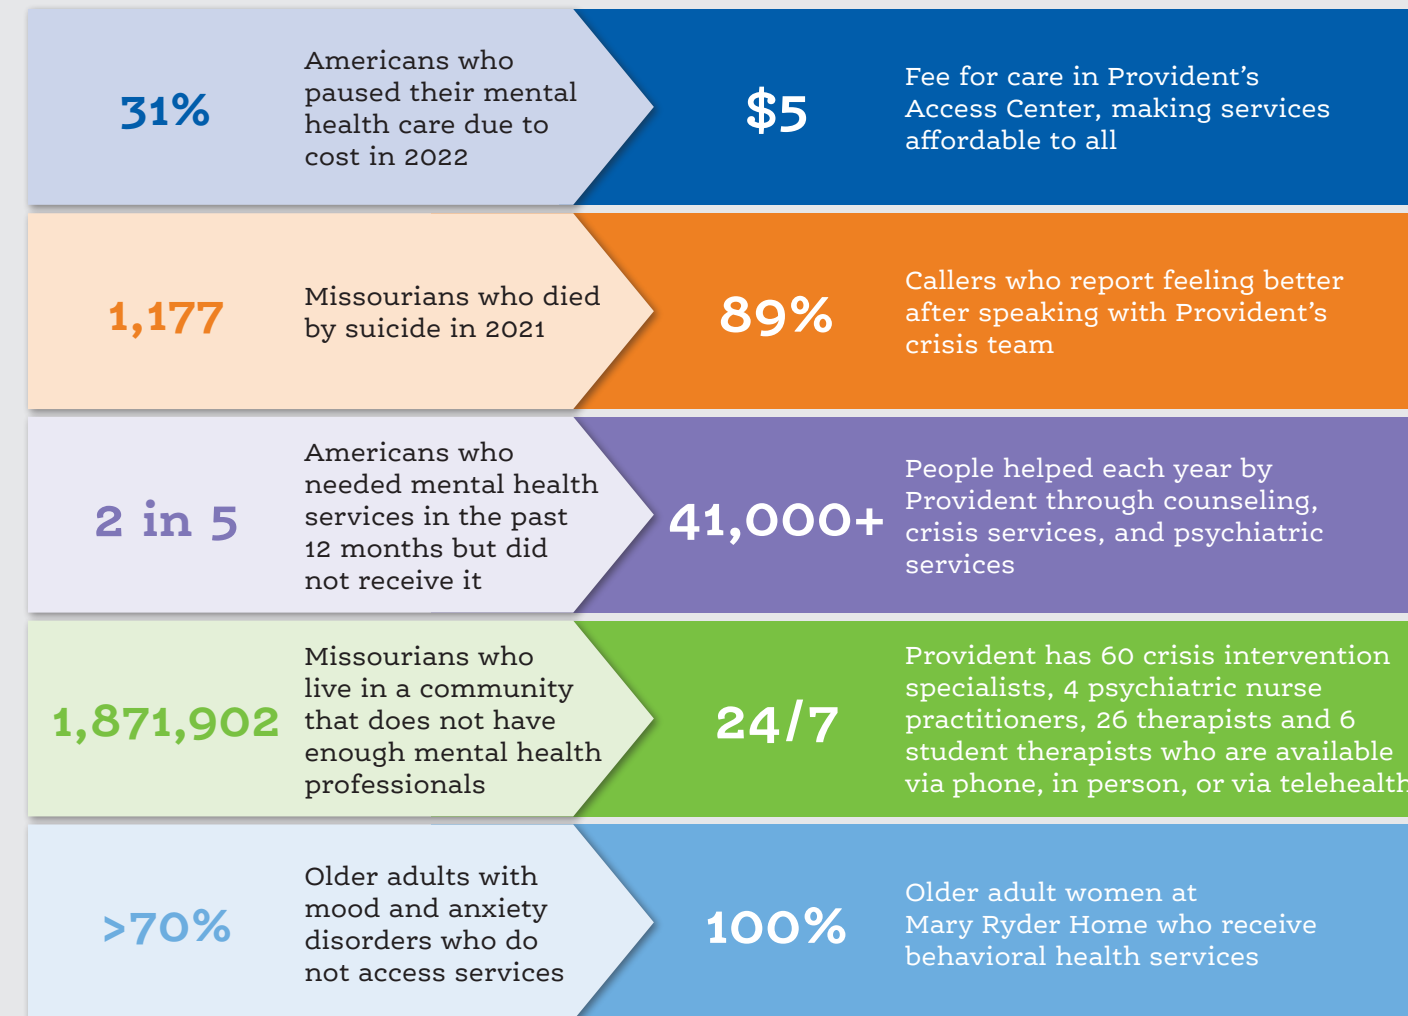 31%
Americans who
paused their mental
health care due to
cost in 2022
$5
Fee for care in Provident’s
Access Center, making services
affordable to all
1,177
Missourians who died
by suicide in 2021
89%
Callers who report feeling better
after speaking with Provident’s
crisis team
2 in 5
Americans who
needed mental health
services in the past
12 months but did
not receive it
41,000+
People helped each year by
Provident through counseling,
crisis services, and psychiatric
services
1,871,902
Missourians who
live in a community
that does not have
enough mental health
professionals
24/7
Provident has 60 crisis intervention
specialists, 4 psychiatric nurse
practitioners, 26 therapists and 6
student therapists who are available
via phone, in person, or via telehealth
>70%
Older adults with
mood and anxiety
disorders who do
not access services
100%
Older adult women at
Mary Ryder Home who receive
behavioral health services